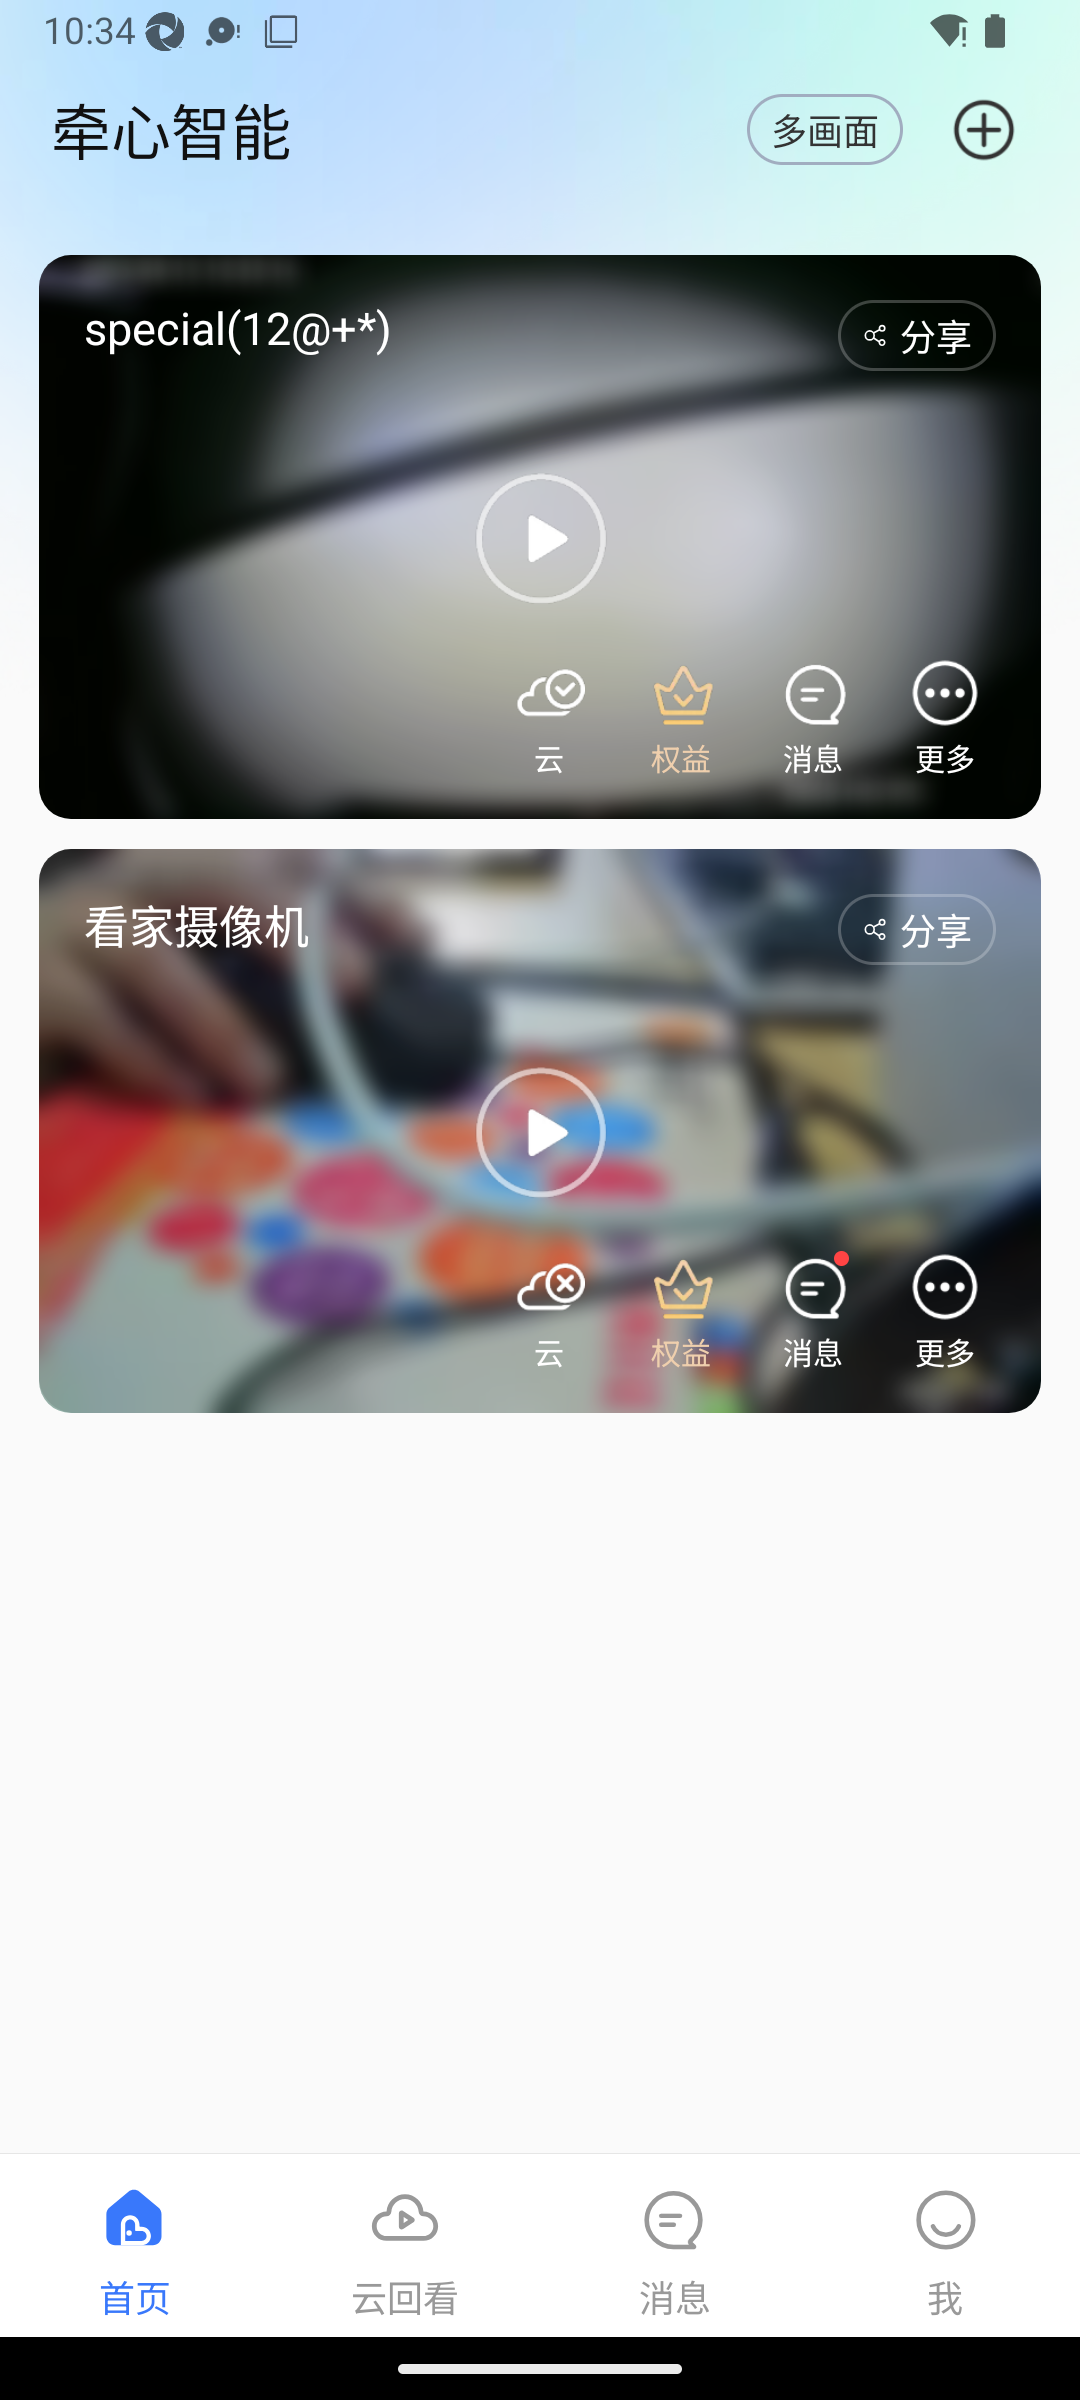 10:34
牵心智能
多画面
special(12@+*)
分享
云
权益
消息
更多
看家摄像机
分享
云
权益
消息
更多
首页
云回看
消息
我